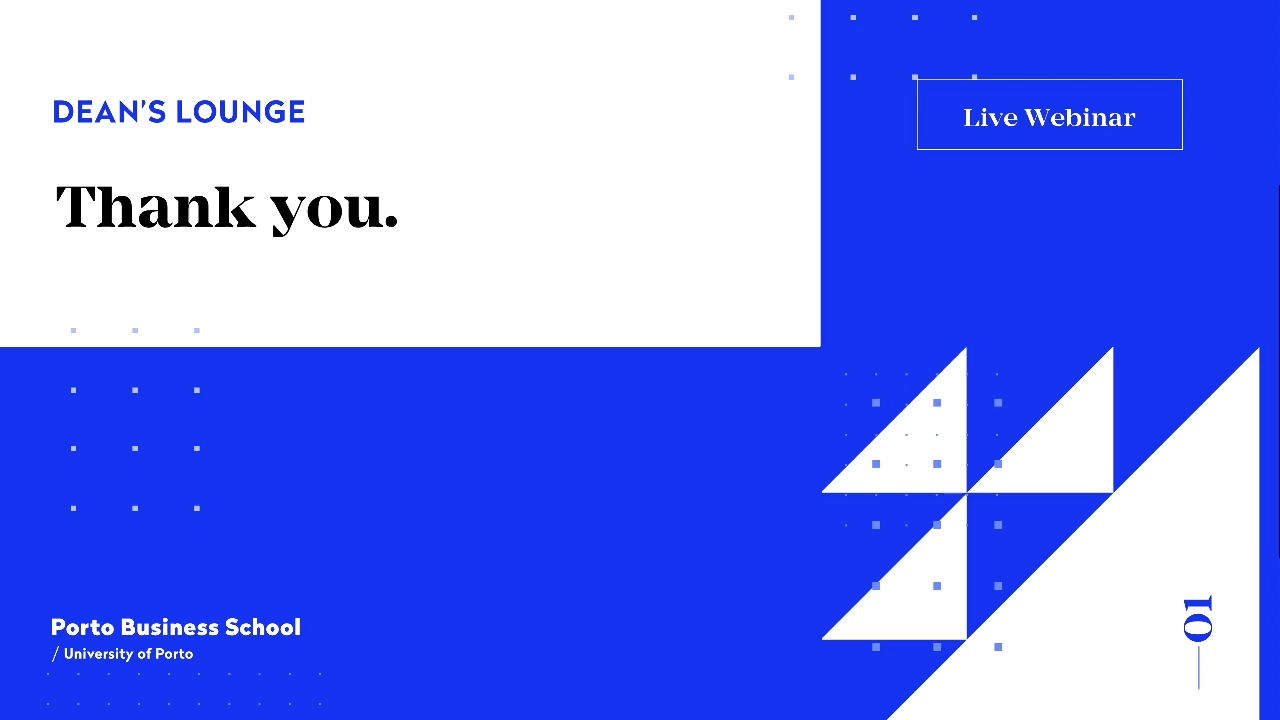 DEAN'S LOUNGE
Thank you.
Live Webinar
Porto Business School
/ University of Porto
01